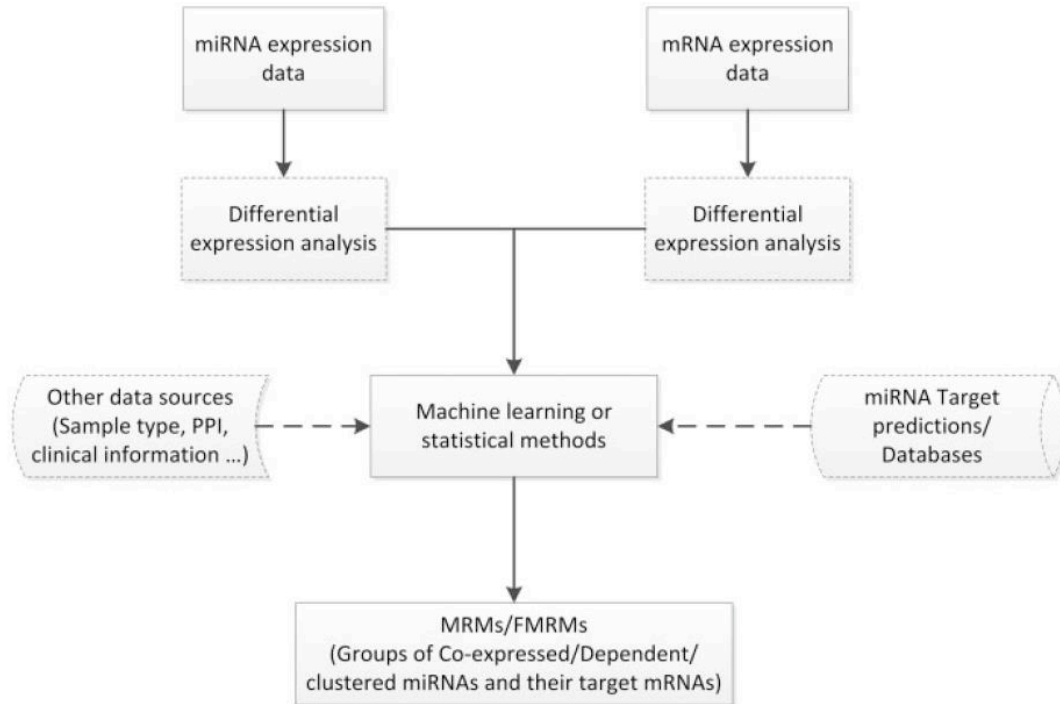 miRNA expression
data
mRNA expression
data
Differential
expression analysis
Differential
expression analysis
Other data sources
(Sample type, PPI,
clinical information ...)
Machine learning or
statistical methods
miRNA Target
predictions/
Databases
MRMs/FMRMs
(Groups of Co-expressed/Dependent/
clustered miRNAs and their target mRNAs)